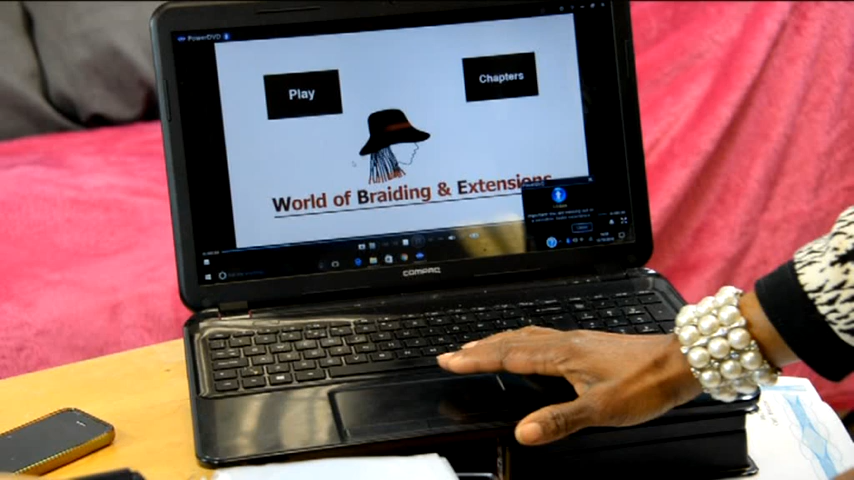 PowerDVD
Play
Chapters
World of Braiding & Extensions
COMPAQ